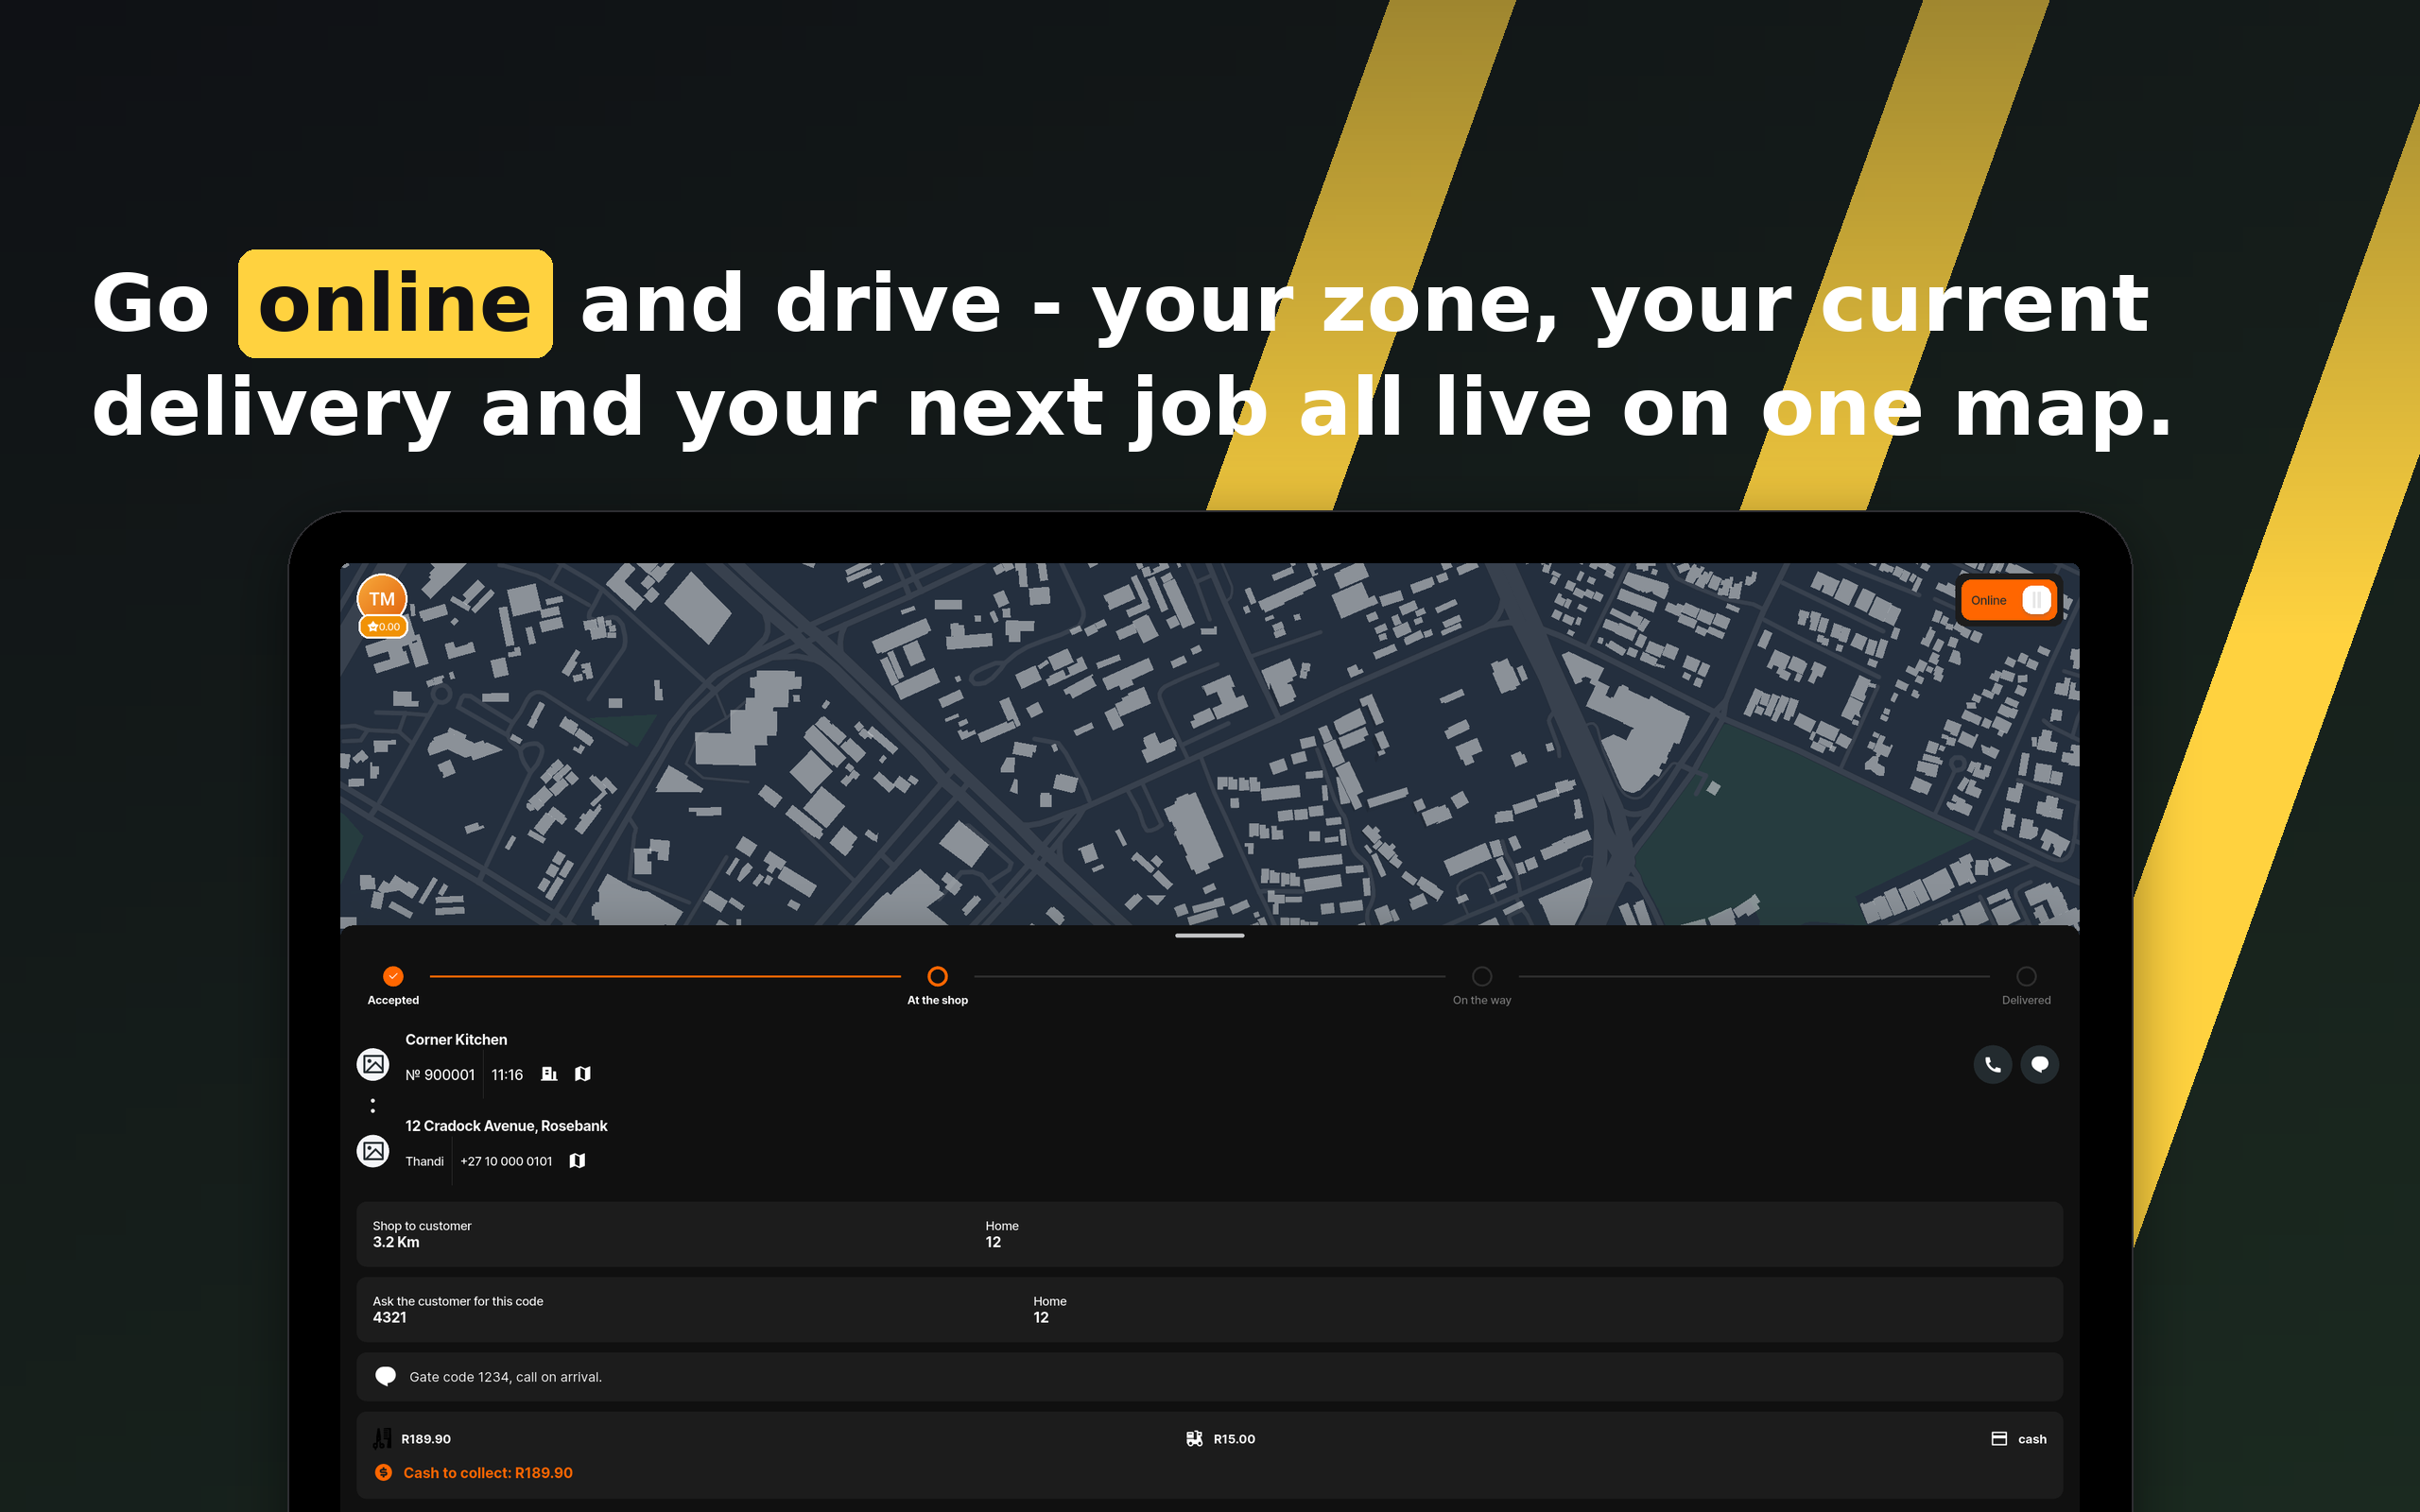 Go online and drive - your zone, your current
delivery and your next job all live on one map.
TM
0.00
Online
Accepted
At the shop
On the way
Delivered
Corner Kitchen
№ 900001 11:16
12 Cradock Avenue, Rosebank
Thandi +27 10 000 0101
Shop to customer Home
3.2 Km 12
Ask the customer for this code Home
4321 12
Gate code 1234, call on arrival.
R189.90 R15.00 cash
Cash to collect: R189.90